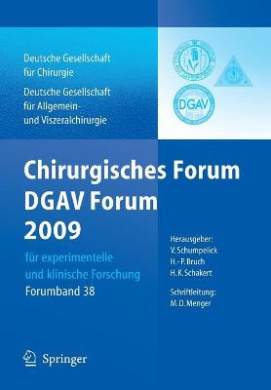 Deutsche Gesellschaft
für Chirurgie
Deutsche Gesellschaft
für Allgemein-
und Viszeralchirurgie
DGAV
Chirurgisches Forum
DGAV Forum
2009
für experimentelle
und klinische Forschung
Forumband 38
Herausgeber:
V. Schumpelick
H.-P. Bruch
H. K. Schakert
Schriftleitung:
M. D. Menger
Springer